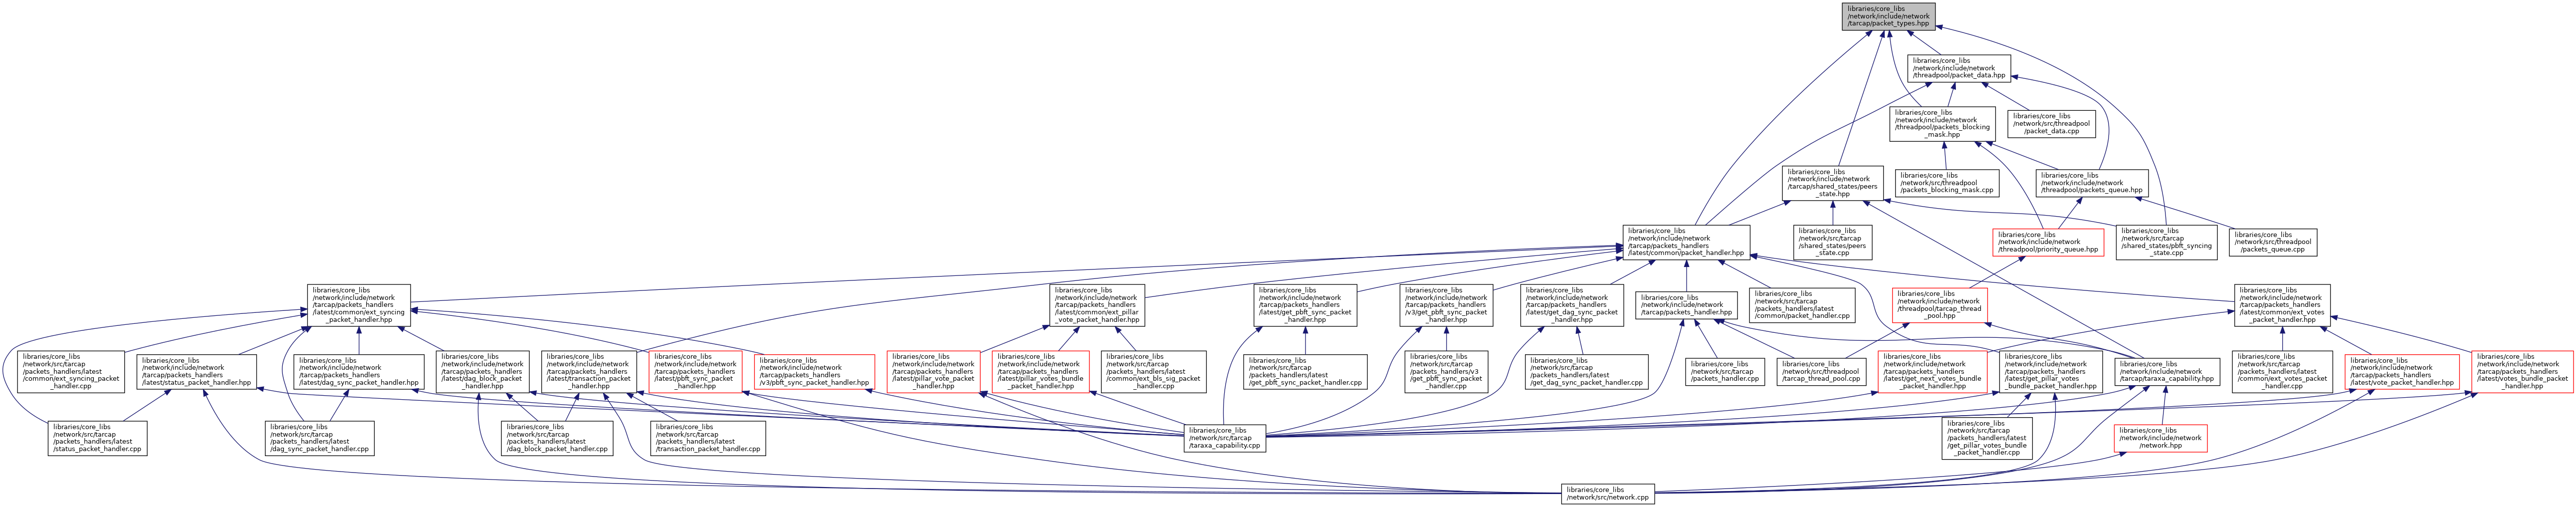 libraries/core_libs
/network/include/network
/tarcap/packet_types.hpp
libraries/core_libs
/network/include/network
/threadpool/packet_data.hpp
libraries/core_libs
/network/include/network
/threadpool/packets_blocking
_mask.hpp
libraries/core_libs
/network/src/threadpool
/packet_data.cpp
libraries/core_libs
/network/include/network
/tarcap/shared_states/peers
_state.hpp
libraries/core_libs
/network/src/threadpool
/packets_blocking_mask.cpp
libraries/core_libs
/network/include/network
/threadpool/packets_queue.hpp
libraries/core_libs
/network/include/network
/tarcap/packets_handlers
/latest/common/packet_handler.hpp
libraries/core_libs
/network/src/tarcap
/shared_states/peers
_state.cpp
libraries/core_libs
/network/include/network
/threadpool/priority_queue.hpp
libraries/core_libs
/network/src/tarcap
/shared_states/pbft_syncing
_state.cpp
libraries/core_libs
/network/src/threadpool
/packets_queue.cpp
libraries/core_libs
/network/include/network
/tarcap/packets_handlers
/latest/common/ext_syncing
_packet_handler.hpp
libraries/core_libs
/network/include/network
/tarcap/packets_handlers
/latest/common/ext_pillar
_vote_packet_handler.hpp
libraries/core_libs
/network/include/network
/tarcap/packets_handlers
/latest/get_pbft_sync_packet
_handler.hpp
libraries/core_libs
/network/include/network
/tarcap/packets_handlers
/v3/get_pbft_sync_packet
_handler.hpp
libraries/core_libs
/network/include/network
/tarcap/packets_handlers
/latest/get_dag_sync_packet
_handler.hpp
libraries/core_libs
/network/include/network
/tarcap/packets_handler.hpp
libraries/core_libs
/network/src/tarcap
/packets_handlers/latest
/common/packet_handler.cpp
libraries/core_libs
/network/include/network
/threadpool/tarcap_thread
_pool.hpp
libraries/core_libs
/network/include/network
/tarcap/packets_handlers
/latest/common/ext_votes
_packet_handler.hpp
libraries/core_libs
/network/src/tarcap
/packets_handlers/latest
/common/ext_syncing_packet
_handler.cpp
libraries/core_libs
/network/include/network
/tarcap/packets_handlers
/latest/status_packet_handler.hpp
libraries/core_libs
/network/include/network
/tarcap/packets_handlers
/latest/dag_sync_packet_handler.hpp
libraries/core_libs
/network/include/network
/tarcap/packets_handlers
/latest/dag_block_packet
_handler.hpp
libraries/core_libs
/network/include/network
/tarcap/packets_handlers
/latest/transaction_packet
_handler.hpp
libraries/core_libs
/network/include/network
/tarcap/packets_handlers
/latest/pbft_sync_packet
_handler.hpp
libraries/core_libs
/network/include/network
/tarcap/packets_handlers
/v3/pbft_sync_packet_handler.hpp
libraries/core_libs
/network/include/network
/tarcap/packets_handlers
/latest/pillar_vote_packet
_handler.hpp
libraries/core_libs
/network/include/network
/tarcap/packets_handlers
/latest/pillar_votes_bundle
_packet_handler.hpp
libraries/core_libs
/network/src/tarcap
/packets_handlers/latest
/common/ext_bls_sig_packet
_handler.cpp
libraries/core_libs
/network/src/tarcap
/packets_handlers/latest
/get_pbft_sync_packet_handler.cpp
libraries/core_libs
/network/src/tarcap
/packets_handlers/v3
/get_pbft_sync_packet
_handler.cpp
libraries/core_libs
/network/src/tarcap
/packets_handlers/latest
/get_dag_sync_packet_handler.cpp
libraries/core_libs
/network/src/tarcap
/packets_handler.cpp
libraries/core_libs
/network/src/threadpool
/tarcap_thread_pool.cpp
libraries/core_libs
/network/include/network
/tarcap/packets_handlers
/latest/get_next_votes_bundle
_packet_handler.hpp
libraries/core_libs
/network/include/network
/tarcap/packets_handlers
/latest/get_pillar_votes
_bundle_packet_handler.hpp
libraries/core_libs
/network/include/network
/tarcap/taraxa_capability.hpp
libraries/core_libs
/network/src/tarcap
/packets_handlers/latest
/common/ext_votes_packet
_handler.cpp
libraries/core_libs
/network/include/network
/tarcap/packets_handlers
/latest/vote_packet_handler.hpp
libraries/core_libs
/network/include/network
/tarcap/packets_handlers
/latest/votes_bundle_packet
_handler.hpp
libraries/core_libs
/network/src/tarcap
/packets_handlers/latest
/status_packet_handler.cpp
libraries/core_libs
/network/src/tarcap
/packets_handlers/latest
/dag_sync_packet_handler.cpp
libraries/core_libs
/network/src/tarcap
/packets_handlers/latest
/dag_block_packet_handler.cpp
libraries/core_libs
/network/src/tarcap
/packets_handlers/latest
/transaction_packet_handler.cpp
libraries/core_libs
/network/src/tarcap
/taraxa_capability.cpp
libraries/core_libs
/network/src/tarcap
/packets_handlers/latest
/get_pillar_votes_bundle
_packet_handler.cpp
libraries/core_libs
/network/include/network
/network.hpp
libraries/core_libs
/network/src/network.cpp